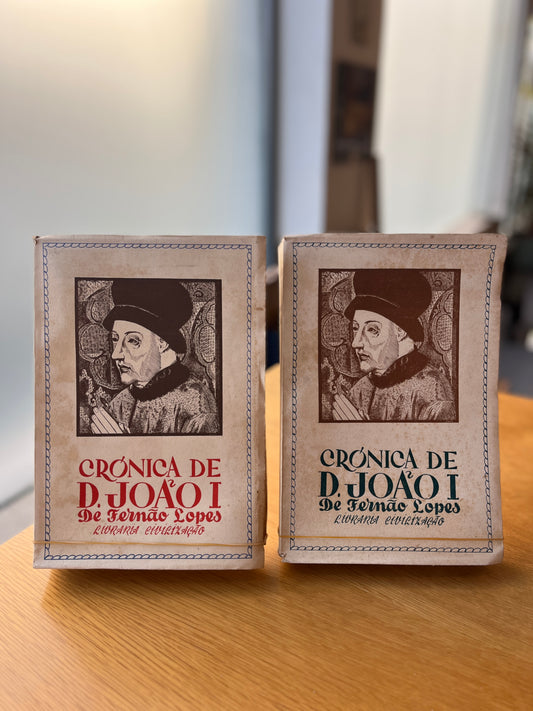 CRÓNICA DE
D. JOÃO I
De Fernão Lopes
LIVRARIA CIVILIZAÇÃO
CRÓNICA DE
D. JOÃO I
De Fernão Lopes
LIVRARIA CIVILIZAÇÃO